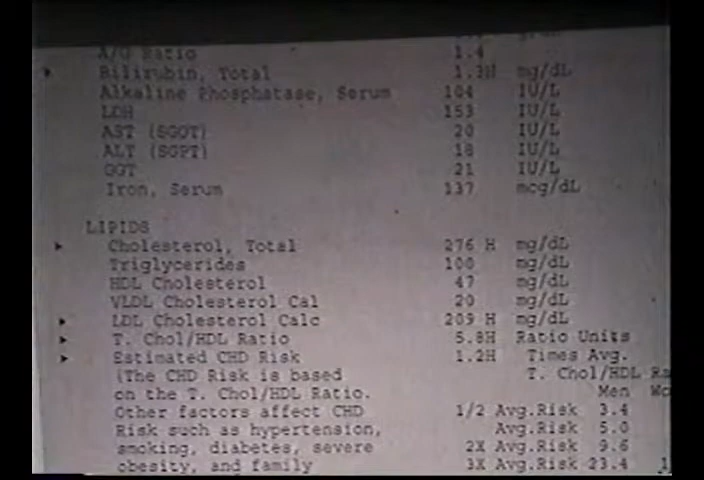 A/G Ratio 1.4
▸ Bilirubin, Total 1.3H mg/dL
Alkaline Phosphatase, Serum 104 IU/L
LDH 153 IU/L
AST (SGOT) 20 IU/L
ALT (SGPT) 18 IU/L
GGT 21 IU/L
Iron, Serum 137 mcg/dL
LIPIDS
▸ Cholesterol, Total 276 H mg/dL
Triglycerides 100 mg/dL
HDL Cholesterol 47 mg/dL
VLDL Cholesterol Cal 20 mg/dL
▸ LDL Cholesterol Calc 209 H mg/dL
▸ T. Chol/HDL Ratio 5.8H Ratio Units
▸ Estimated CHD Risk 1.2H Times Avg.
(The CHD Risk is based T. Chol/HDL Ra
on the T. Chol/HDL Ratio. Men Wo
Other factors affect CHD 1/2 Avg.Risk 3.4
Risk such as hypertension, Avg.Risk 5.0
smoking, diabetes, severe 2X Avg.Risk 9.6
obesity, and family 3X Avg.Risk 23.4 1